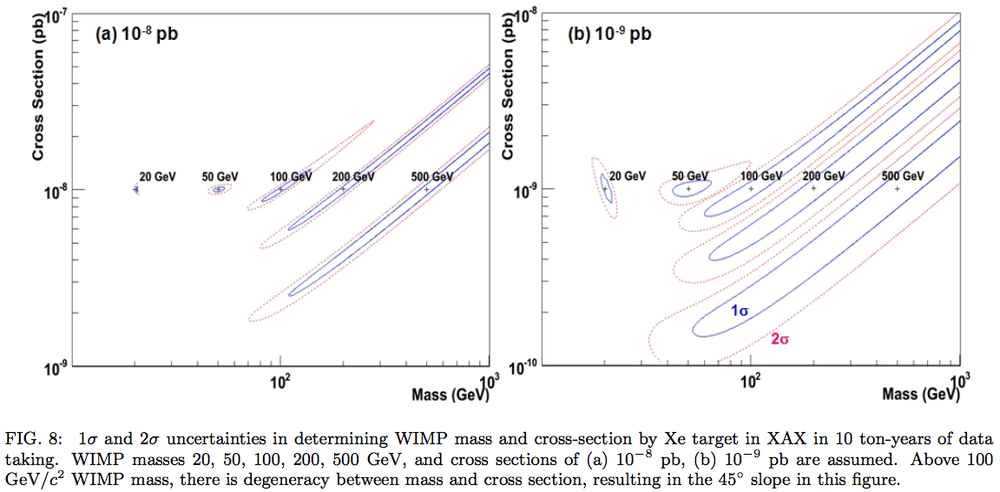 (a) 10⁻⁸ pb
Cross Section (pb)
10⁻⁷
10⁻⁸
10⁻⁹
20 GeV
50 GeV
100 GeV
200 GeV
500 GeV
10²
10³
Mass (GeV)
(b) 10⁻⁹ pb
Cross Section (pb)
10⁻⁸
10⁻⁹
10⁻¹⁰
20 GeV
50 GeV
100 GeV
200 GeV
500 GeV
1σ
2σ
10²
10³
Mass (GeV)
FIG. 8: 1σ and 2σ uncertainties in determining WIMP mass and cross-section by Xe target in XAX in 10 ton-years of data
taking. WIMP masses 20, 50, 100, 200, 500 GeV, and cross sections of (a) 10⁻⁸ pb, (b) 10⁻⁹ pb are assumed. Above 100
GeV/c² WIMP mass, there is degeneracy between mass and cross section, resulting in the 45° slope in this figure.